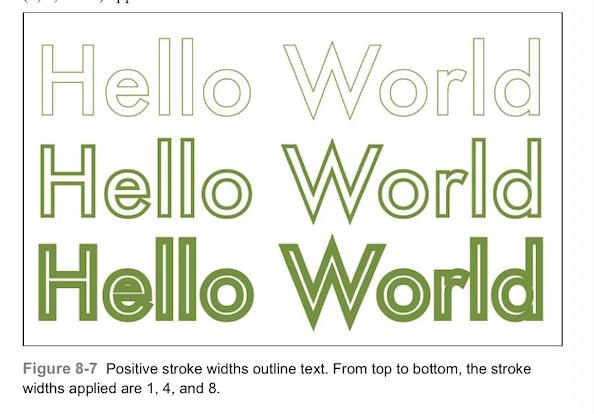 Hello World
Hello World
Hello World
Figure 8-7 Positive stroke widths outline text. From top to bottom, the stroke
widths applied are 1, 4, and 8.